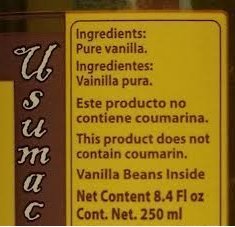 Usumac
Ingredients:
Pure vanilla.
Ingredientes:
Vainilla pura.
Este producto no
contiene coumarina.
This product does not
contain coumarin.
Vanilla Beans Inside
Net Content 8.4 Fl oz
Cont. Net. 250 ml